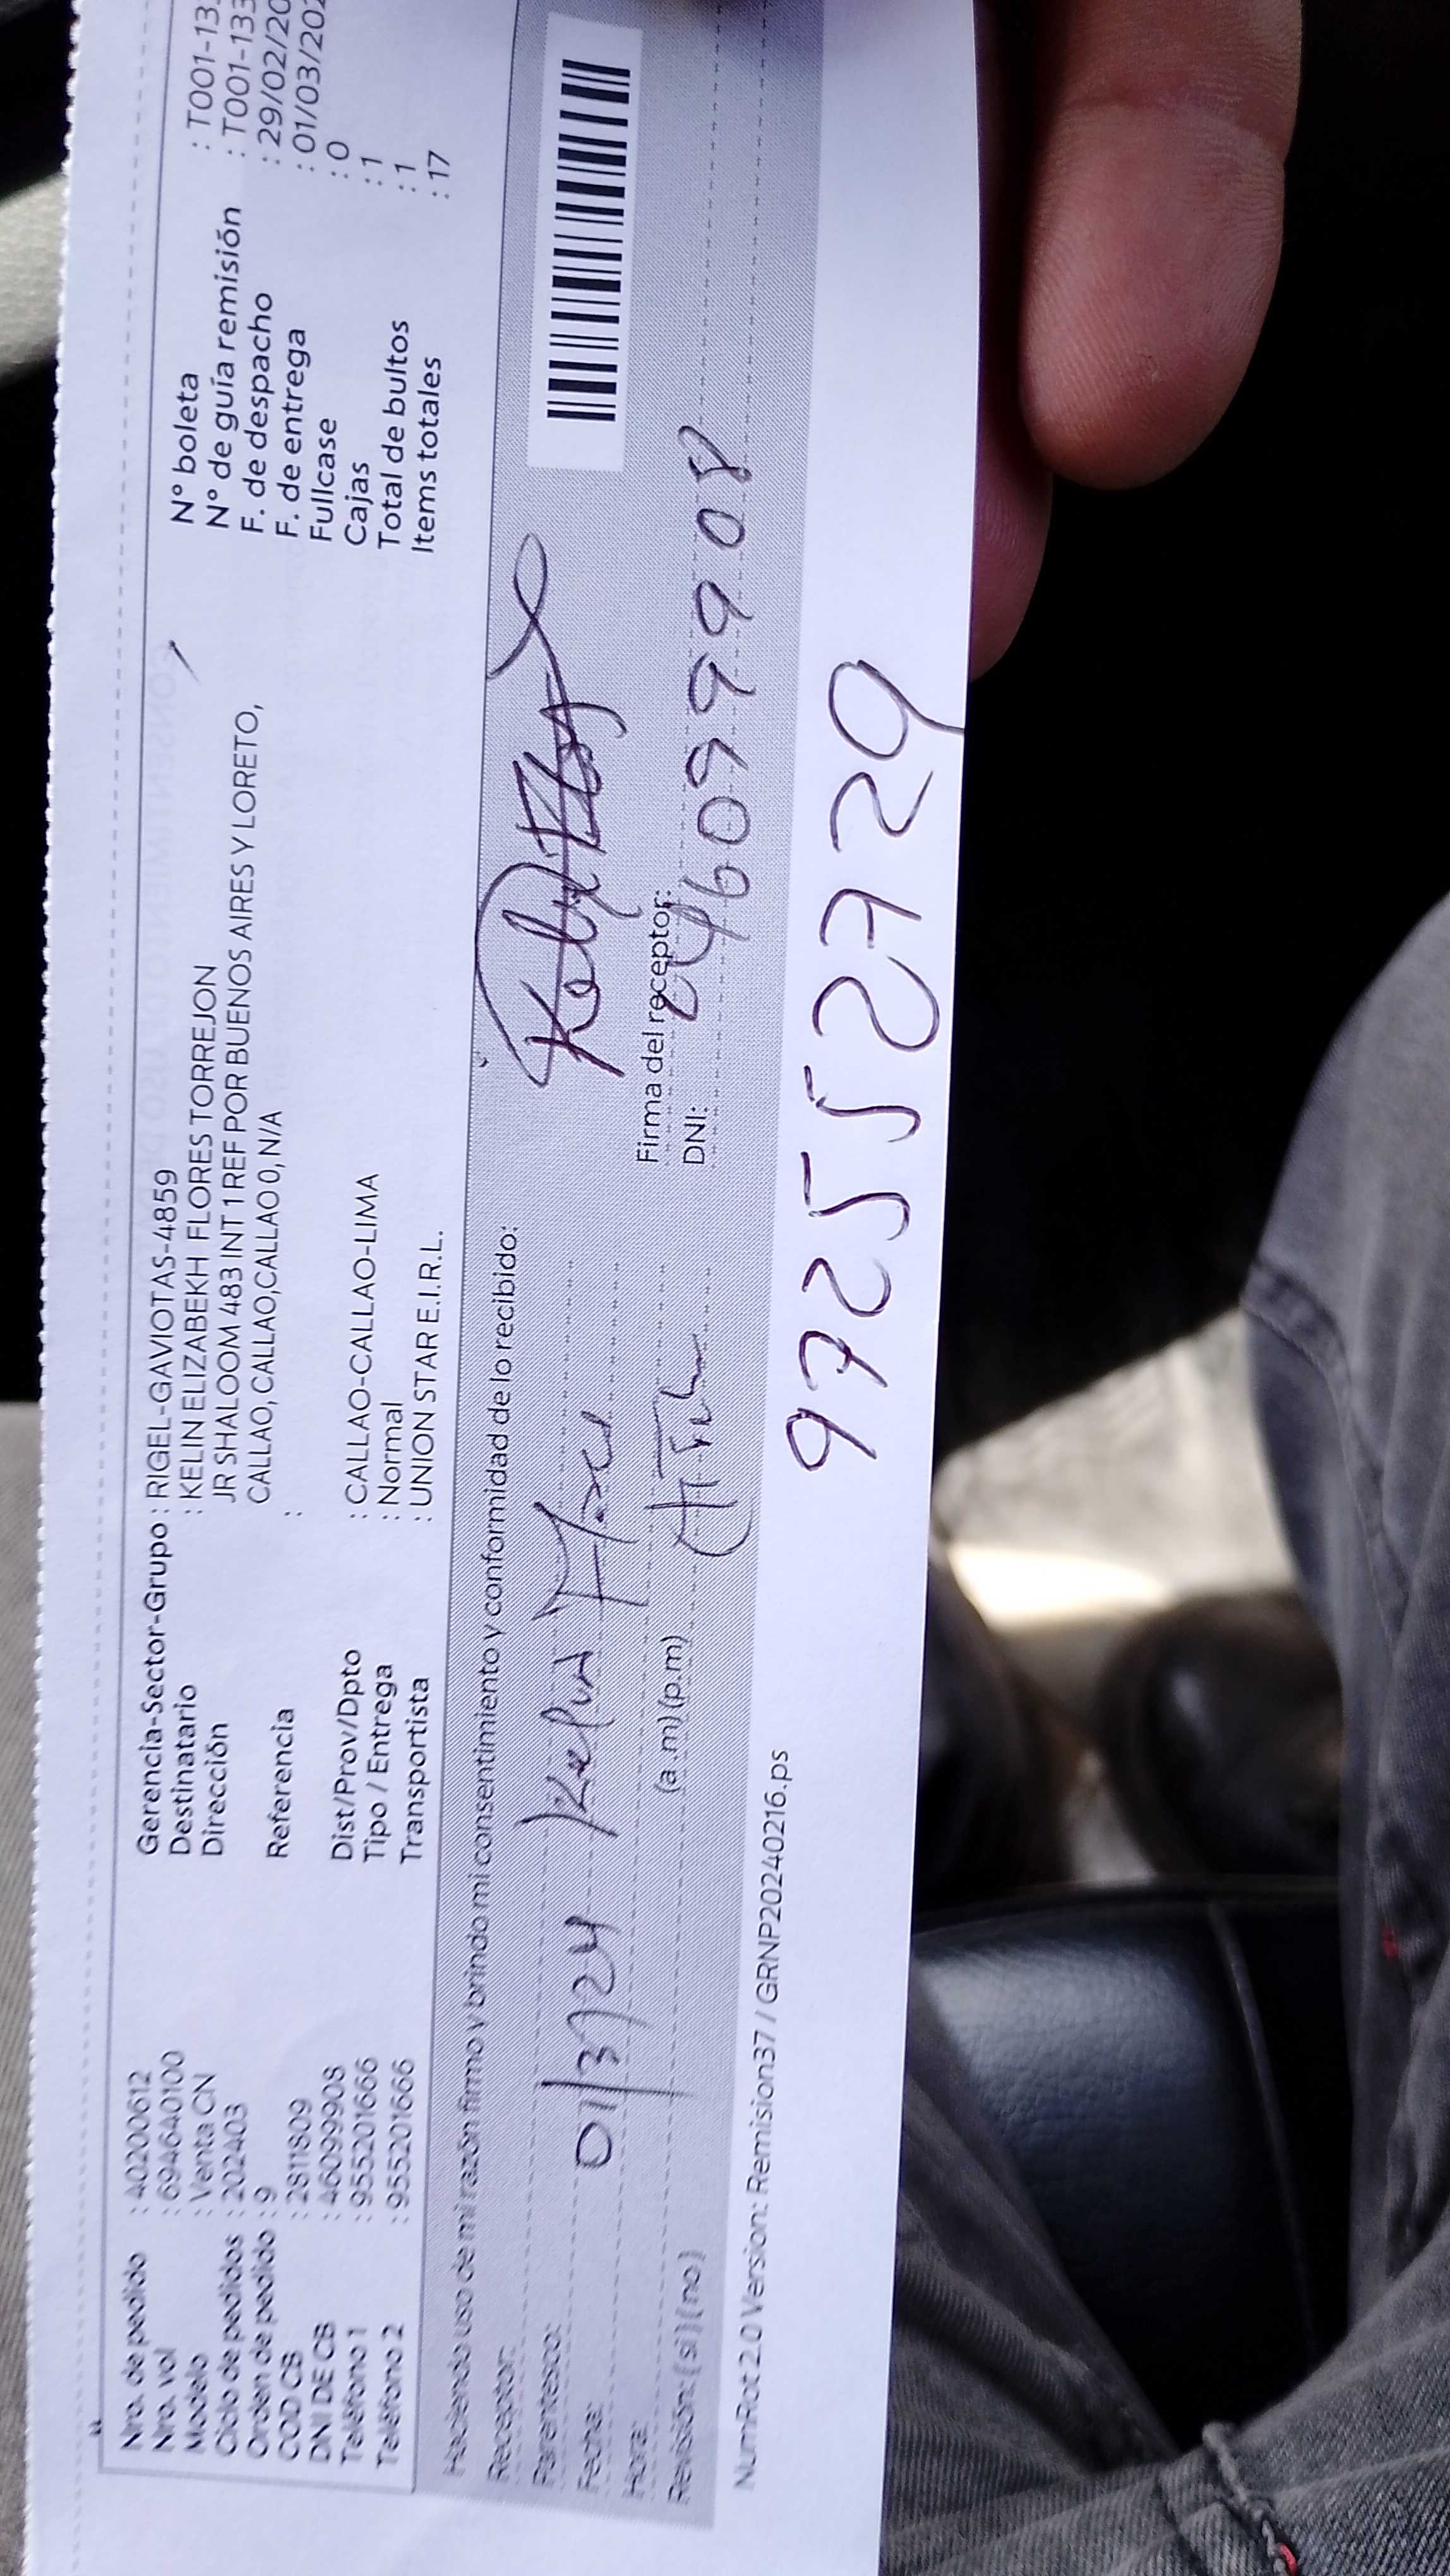 Nro. de pedido : 40200612
Nro. vol : 694640100
Modelo : Venta CN
Ciclo de pedidos : 202403
Orden de pedido : 9
COD CB : 2811809
DNI DE CB : 46099908
Teléfono 1 : 955201666
Teléfono 2 : 955201666
Gerencia-Sector-Grupo : RIGEL-GAVIOTAS-4859
Destinatario : KELIN ELIZABEKH FLORES TORREJON
Dirección JR SHALOOM 483 INT 1 REF POR BUENOS AIRES Y LORETO,
CALLAO, CALLAO,CALLAO,CALLAO 0, N/A
Referencia :
Dist/Prov/Dpto : CALLAO-CALLAO-LIMA
Tipo / Entrega : Normal
Transportista : UNION STAR E.I.R.L.
N° boleta : T001-13
N° de guía remisión : T001-133
F. de despacho : 29/02/20
F. de entrega : 01/03/202
Fullcase : 0
Cajas : 1
Total de bultos : 1
Items totales : 17
Haciendo uso de mi razón firmo y brindo mi consentimiento y conformidad de lo recibido:
Receptor:
Parentesco:
Fecha: 01/3/24
Hora: (a.m)(p.m)
Revisión: (si) (no)
Firma del receptor:
DNI: 46099908
NumRot 2.0 Version: Remision37 / GRNP20240216.ps
972552729